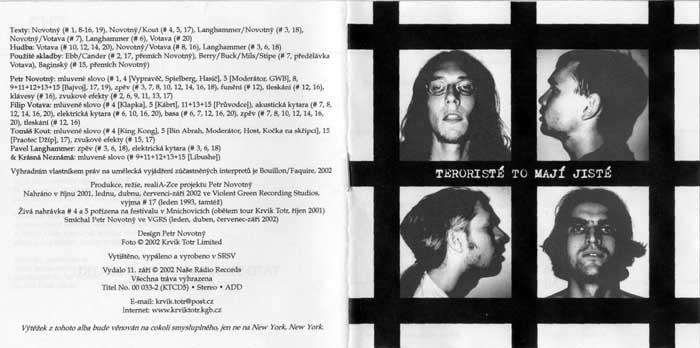 Texty: Novotný (# 1, 8-16, 19), Novotný/Kout (# 4, 5, 17), Langhammer/Novotný (# 3, 18),
Novotný/Votava (# 7), Langhammer (# 6), Votava (# 20)
Hudba: Votava (# 10, 12, 14, 20), Novotný/Votava (# 8, 16), Langhammer (# 3, 6, 18)
Použité skladby: Ebb/Cander (# 2, 17, přemích Novotný), Berry/Buck/Mils/Stipe (# 7, předělávka
Votava), Baginský (# 15, přemích Novotný)
Petr Novotný: mluvené slovo (# 1, 4 [Vypravěč, Spielberg, Hasič], 5 [Moderátor, GWB], 8,
9+11+12+13+15 [Bajvoj], 17, 19), zpěv (# 3, 7, 8, 10, 12, 14, 16, 18), funění (# 12), tleskání (# 12, 16),
klávesy (# 16), zvukové efekty (# 2, 6, 9, 11, 13, 17)
Filip Votava: mluvené slovo (# 4 [Klapka], 5 [Kábrt], 11+13+15 [Průvodce]), akustická kytara (# 7, 8,
12, 14, 16, 20), elektrická kytara (# 6, 10, 16, 20), basa (# 6, 7, 12, 16, 20), zpěv (# 7, 8, 10, 12, 14, 16,
20), tleskání (# 12, 16)
Tomáš Kout: mluvené slovo (# 4 [King Kong], 5 [Bin Abrah, Moderátor, Host, Kočka na skřipci], 15
[Praotec Džíp], 17), zvukové efekty (# 15, 17)
Pavel Langhammer: zpěv (# 3, 6, 18), elektrická kytara (# 3, 6, 18)
& Krásná Neznámá: mluvené slovo (# 9+11+12+13+15 [Libushe])
Výhradním vlastníkem práv na umělecká vyjádření zúčastněných interpretů je Bouillon/Faquire, 2002
Produkce, režie, realiA-Zce projektu Petr Novotný
Nahráno v říjnu 2001, lednu, dubnu, červenci-září 2002 ve Violent Green Recording Studios,
vyjma # 17 (leden 1993, tamtéž)
Živá nahrávka # 4 a 5 pořízena na festivalu v Mnichovicích (obětem tour Krvik Totr, říjen 2001)
Smíchal Petr Novotný ve VGRS (leden, duben, červenec-září 2002)
Design Petr Novotný
Foto © 2002 Krvik Totr Limited
Vytištěno, vypáleno a vyrobeno v SRSV
Vydalo 11. září © 2002 Naše Rádio Records
Všechna tráva vyhrazena
Titel No. 00 033-2 (KTCD5) • Stereo • ADD
E-mail: krvik.totr@post.cz
Internet: www.krviktotr.kgb.cz
Výtěžek z tohoto alba bude věnován na cokoli smysluplného, jen ne na New York, New York.
TERORISTÉ TO MAJÍ JISTÉ